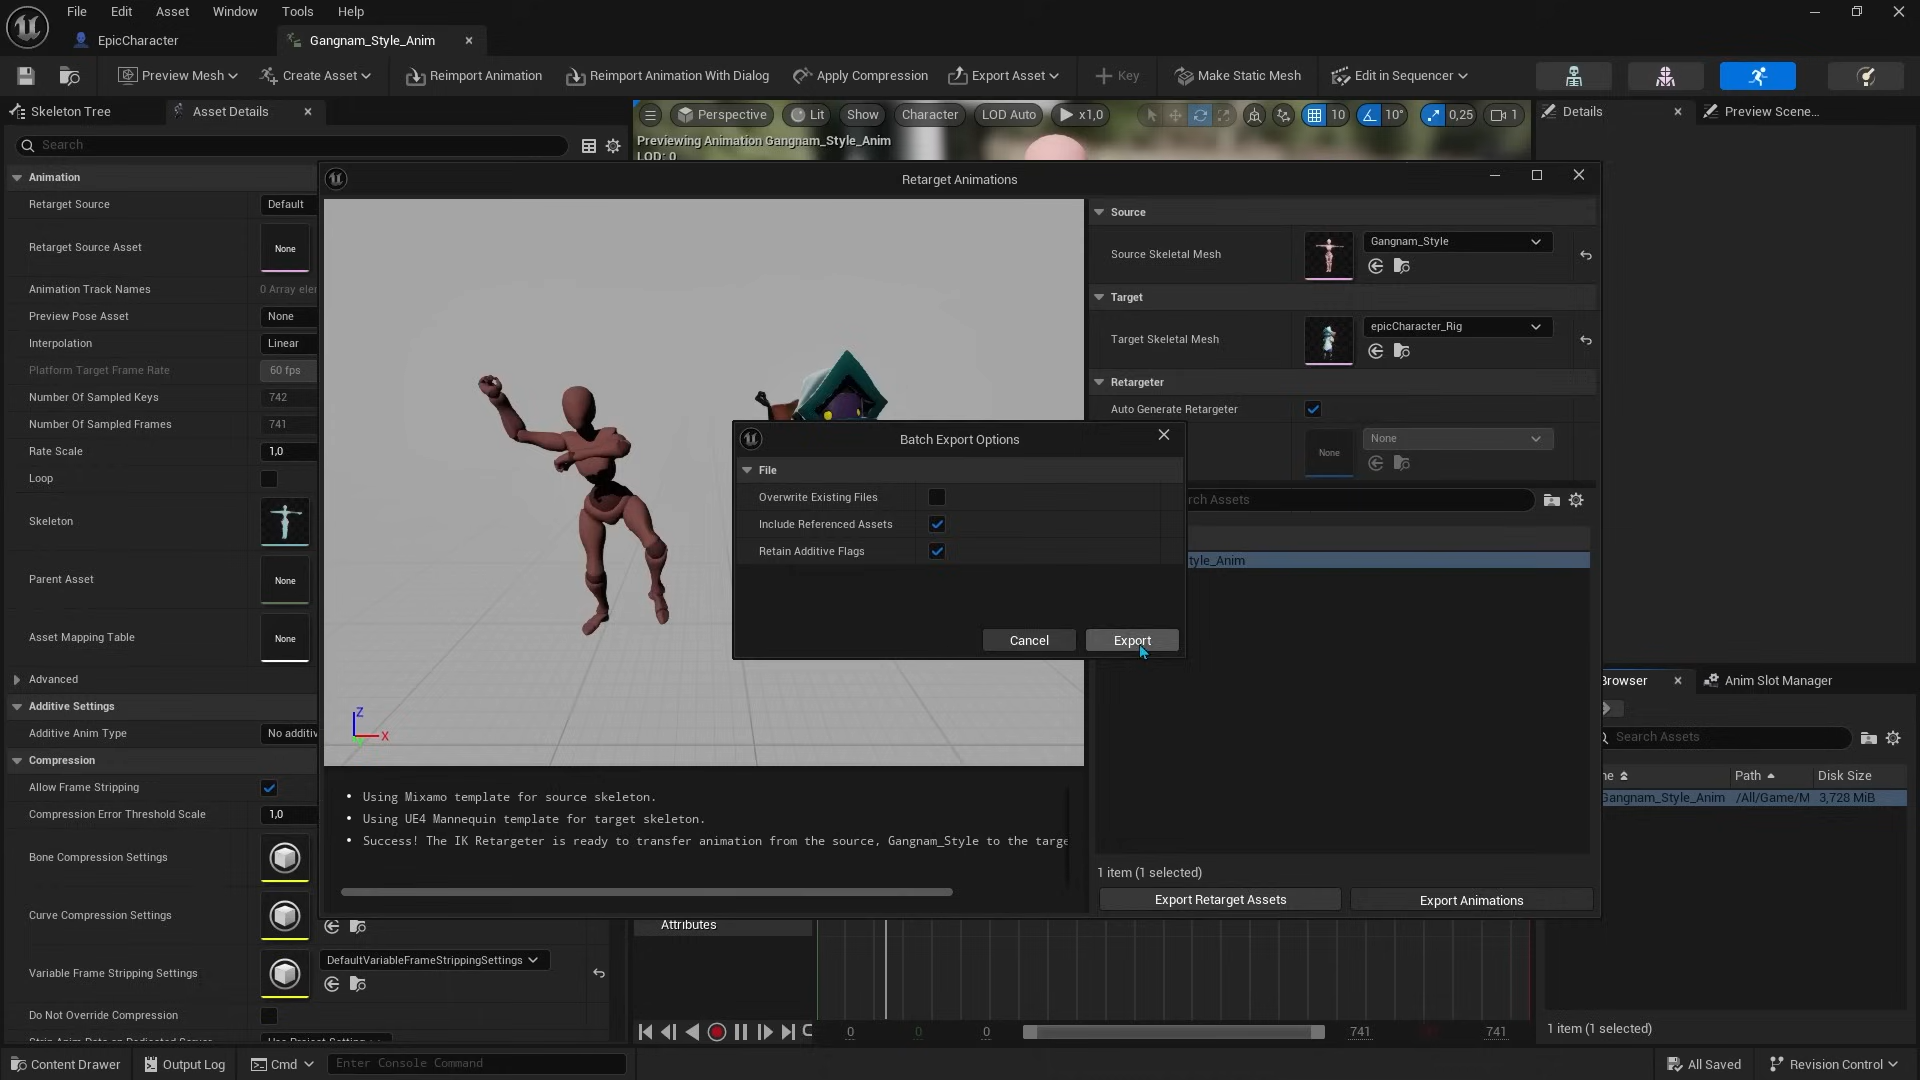 File Edit Asset Window Tools Help
EpicCharacter
Gangnam_Style_Anim
Preview Mesh
Create Asset
Reimport Animation
Reimport Animation With Dialog
Apply Compression
Export Asset
Key
Make Static Mesh
Edit in Sequencer
Skeleton Tree
Asset Details
Search
Perspective
Lit
Show
Character
LOD Auto
x1,0
10
10°
0,25
1
Details
Preview Scene...
Previewing Animation Gangnam_Style_Anim
LOD: 0
Animation
Retarget Source Default
Retarget Source Asset None
Animation Track Names 0 Array
Preview Pose Asset None
Interpolation Linear
Platform Target Frame Rate 60 fps
Number Of Sampled Keys 742
Number Of Sampled Frames 741
Rate Scale 1,0
Loop
Skeleton
Parent Asset None
Asset Mapping Table None
Advanced
Additive Settings
Additive Anim Type No
Compression
Allow Frame Stripping
Compression Error Threshold Scale 1,0
Bone Compression Settings
Curve Compression Settings
Variable Frame Stripping Settings DefaultVariableFrameStrippingSettings
Do Not Override Compression
Retarget Animations
Source
Source Skeletal Mesh Gangnam_Style
Target
Target Skeletal Mesh epicCharacter_Rig
Retargeter
Auto Generate Retargeter
None None
Assets
tyle_Anim
Z
X
Batch Export Options
File
Overwrite Existing Files
Include Referenced Assets
Retain Additive Flags
Cancel Export
• Using Mixamo template for source skeleton.
• Using UE4 Mannequin template for target skeleton.
• Success! The IK Retargeter is ready to transfer animation from the source, Gangnam_Style to the targe
1 item (1 selected)
Export Retarget Assets Export Animations
Browser
Anim Slot Manager
Search Assets
Path Disk Size
Gangnam_Style_Anim /All/Game/M 3,728 MiB
Attributes
0 0 0 741 741
1 item (1 selected)
Content Drawer
Output Log
Cmd
Enter Console Command
All Saved
Revision Control